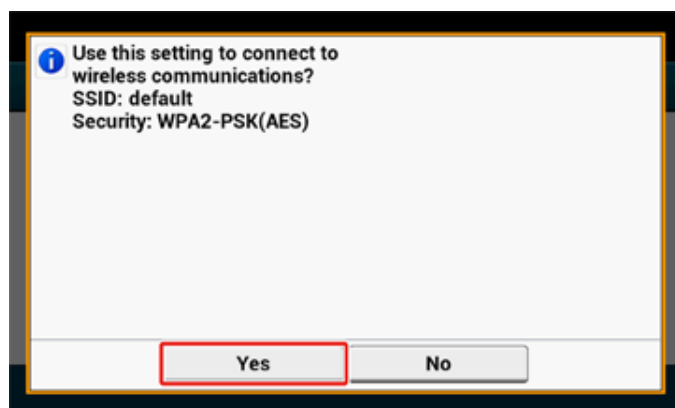 Use this setting to connect to
wireless communications?
SSID: default
Security: WPA2-PSK(AES)
Yes
No